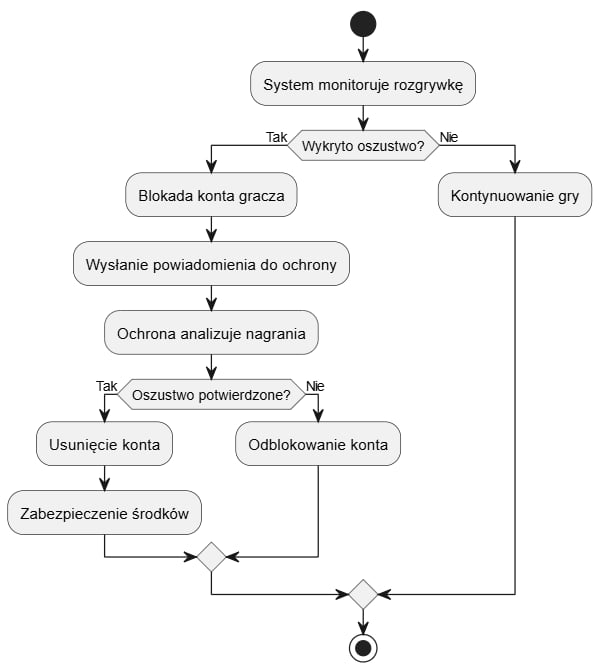 System monitoruje rozgrywkę
Tak
Wykryto oszustwo?
Nie
Blokada konta gracza
Kontynuowanie gry
Wysłanie powiadomienia do ochrony
Ochrona analizuje nagrania
Tak
Oszustwo potwierdzone?
Nie
Usunięcie konta
Odblokowanie konta
Zabezpieczenie środków